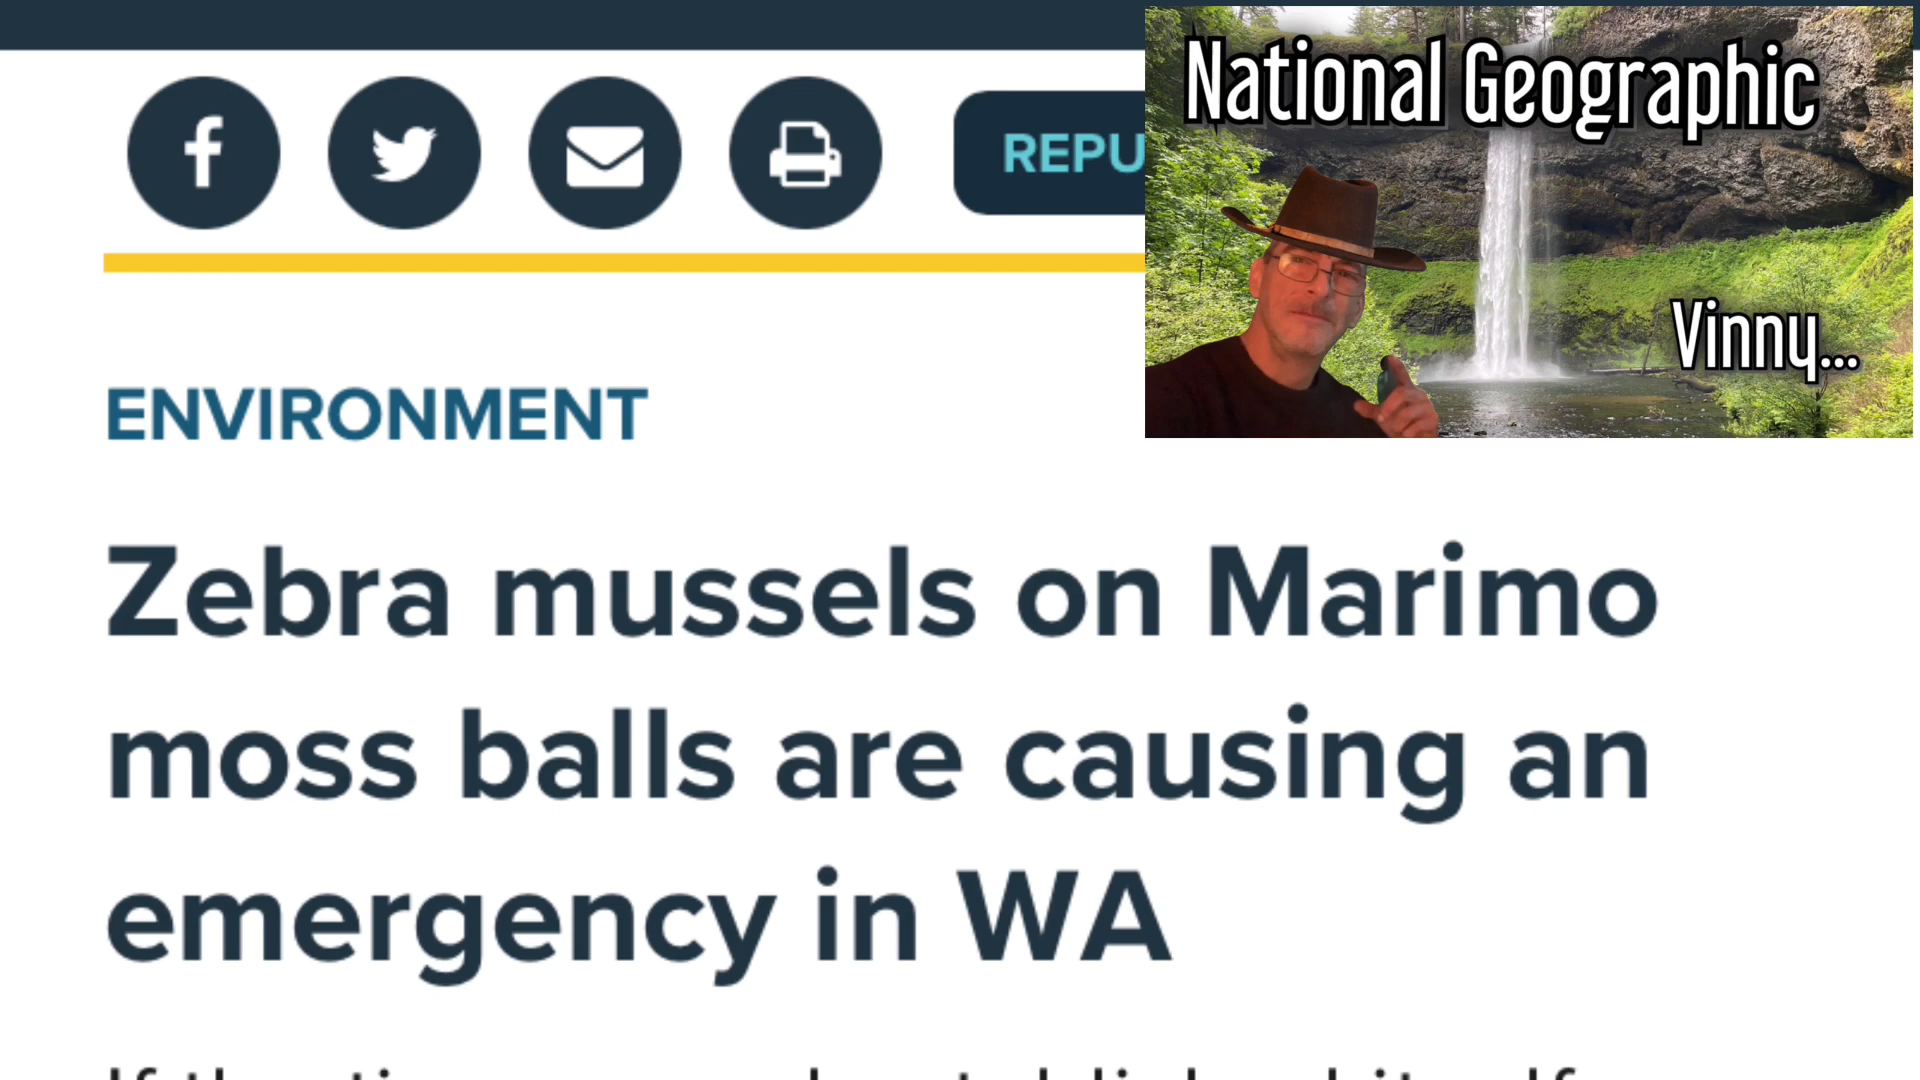 REPU
National Geographic
Vinny...
ENVIRONMENT
Zebra mussels on Marimo
moss balls are causing an
emergency in WA